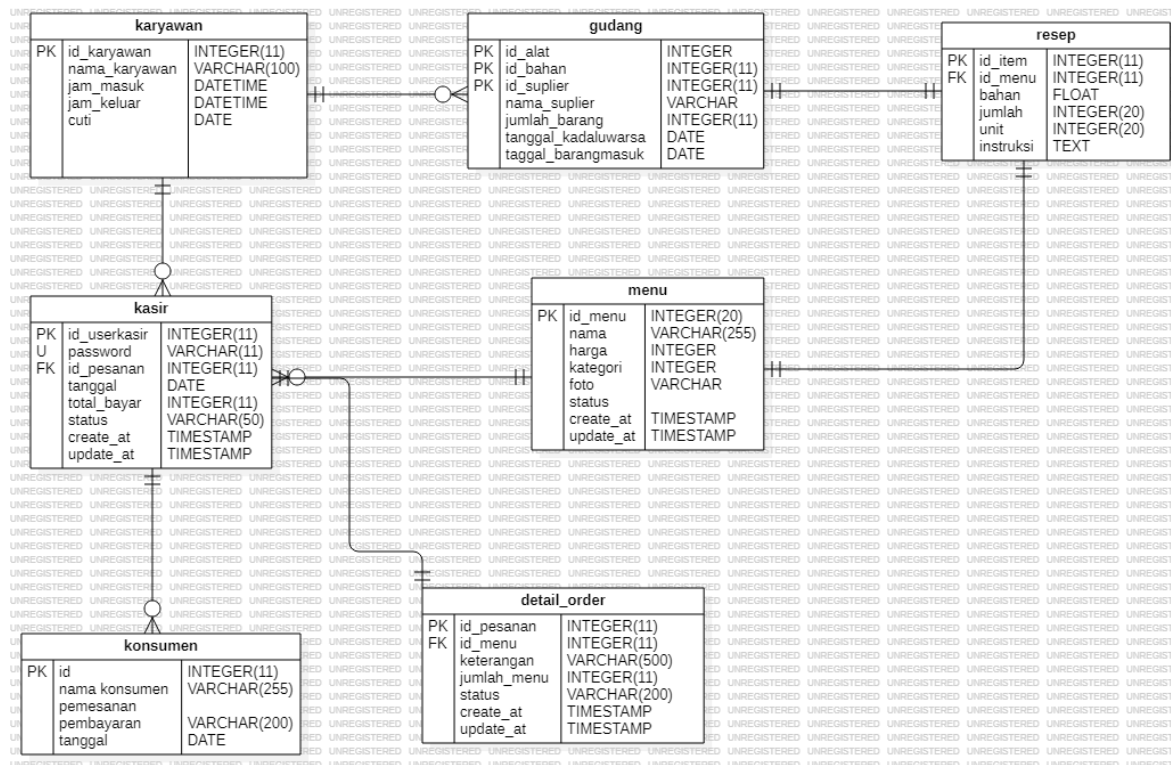 karyawan
PK id_karyawan INTEGER(11)
nama_karyawan VARCHAR(100)
jam_masuk DATETIME
jam_keluar DATETIME
cuti DATE
gudang
PK id_alat INTEGER
PK id_bahan INTEGER(11)
PK id_suplier INTEGER(11)
nama_suplier VARCHAR
jumlah_barang INTEGER(11)
tanggal_kadaluwarsa DATE
taggal_barangmasuk DATE
resep
PK id_item INTEGER(11)
FK id_menu INTEGER(11)
bahan FLOAT
jumlah INTEGER(20)
unit INTEGER(20)
instruksi TEXT
kasir
PK id_userkasir INTEGER(11)
U password VARCHAR(11)
FK id_pesanan INTEGER(11)
tanggal DATE
total_bayar INTEGER(11)
status VARCHAR(50)
create_at TIMESTAMP
update_at TIMESTAMP
menu
PK id_menu INTEGER(20)
nama VARCHAR(255)
harga INTEGER
kategori INTEGER
foto VARCHAR
status
create_at TIMESTAMP
update_at TIMESTAMP
konsumen
PK id INTEGER(11)
nama konsumen VARCHAR(255)
pemesanan
pembayaran VARCHAR(200)
tanggal DATE
detail_order
PK id_pesanan INTEGER(11)
FK id_menu INTEGER(11)
keterangan VARCHAR(500)
jumlah_menu INTEGER(11)
status VARCHAR(200)
create_at TIMESTAMP
update_at TIMESTAMP
UNREGISTERED